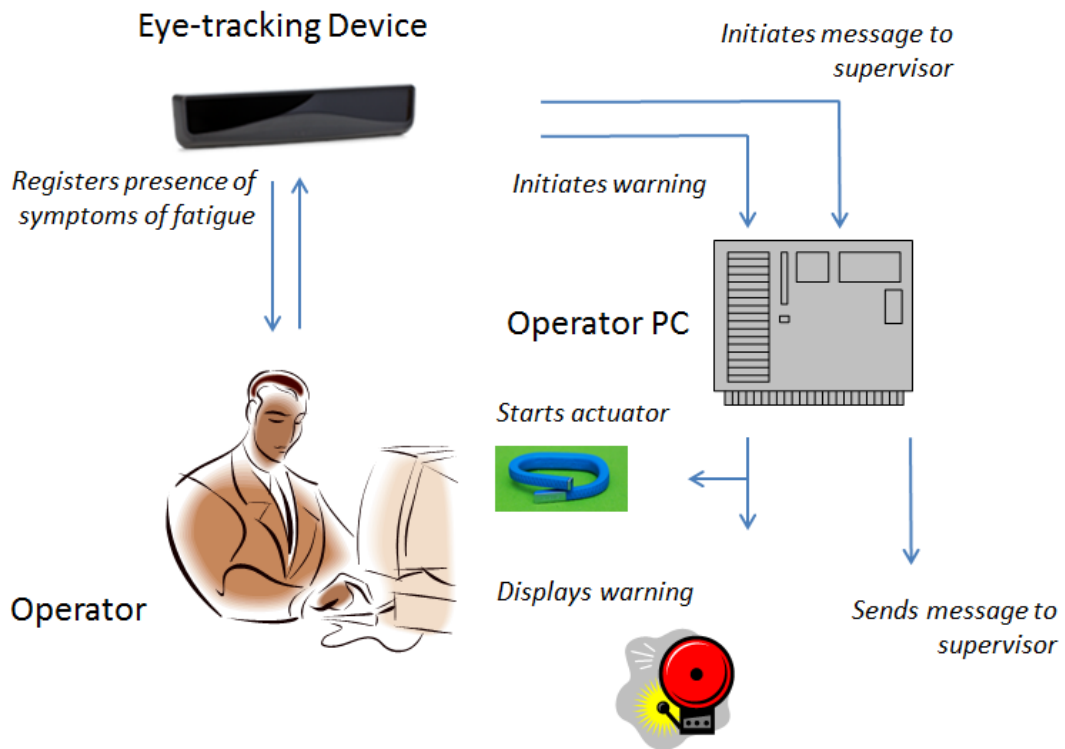 Eye-tracking Device
Initiates message to
supervisor
Registers presence of
symptoms of fatigue
Initiates warning
Operator PC
Starts actuator
Operator
Displays warning
Sends message to
supervisor